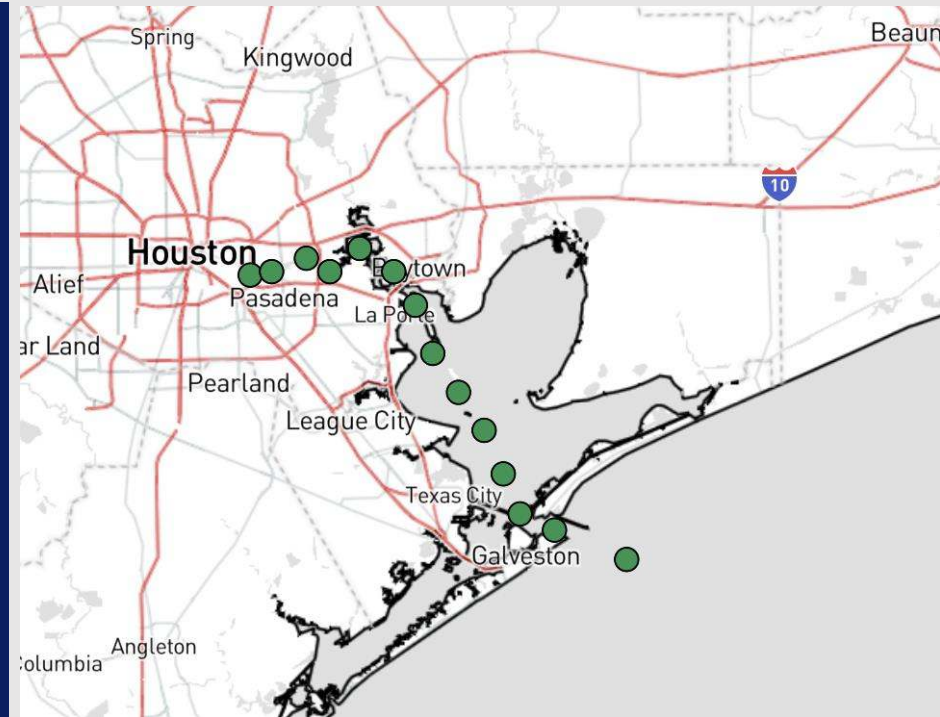 Spring
Kingwood
Beaum
10
Houston
Baytown
Alief
Pasadena
La Porte
ar Land
Pearland
League City
Texas City
Galveston
Angleton
Columbia